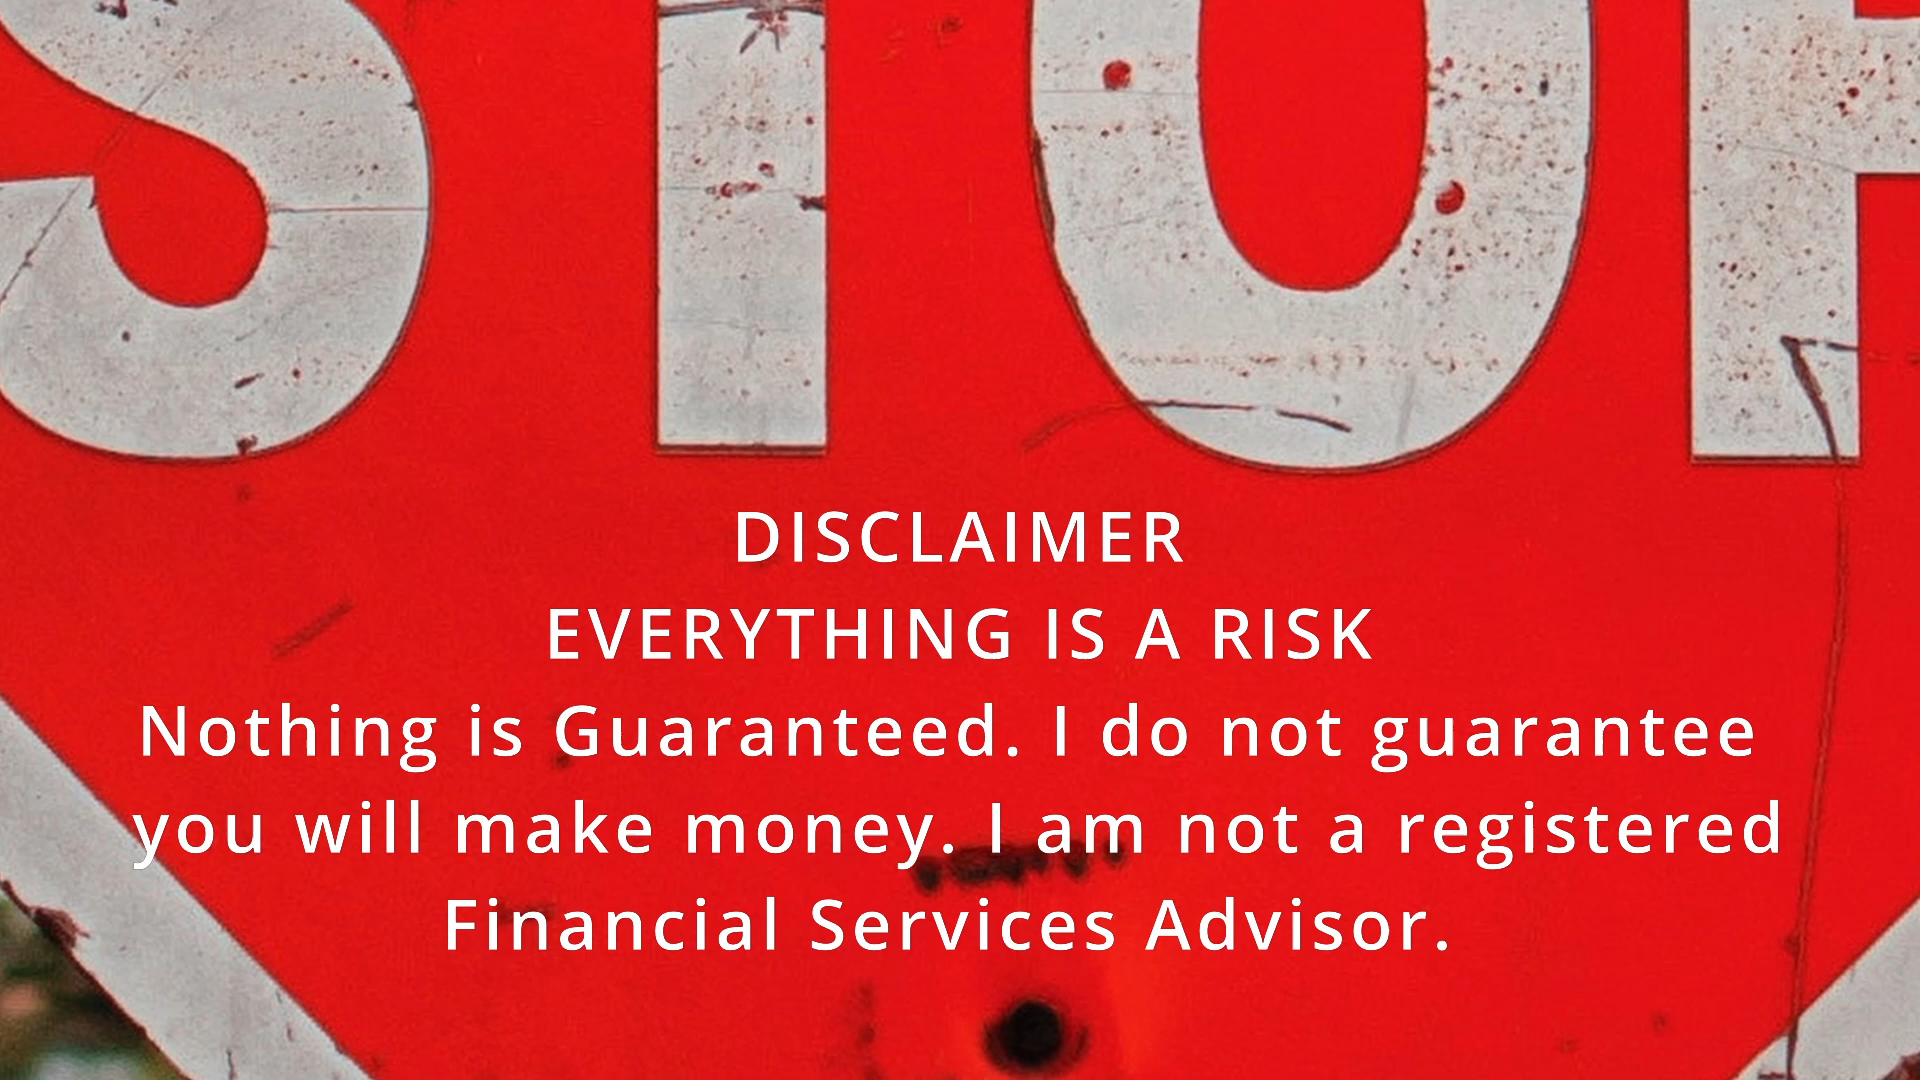 STOP
DISCLAIMER
EVERYTHING IS A RISK
Nothing is Guaranteed. I do not guarantee
you will make money. I am not a registered
Financial Services Advisor.